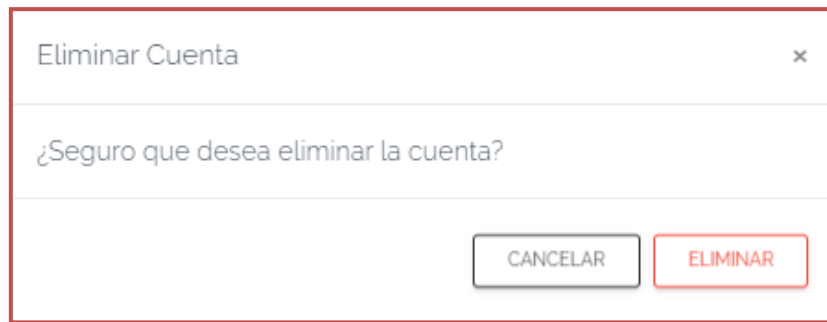 Eliminar Cuenta ×
¿Seguro que desea eliminar la cuenta?
CANCELAR ELIMINAR